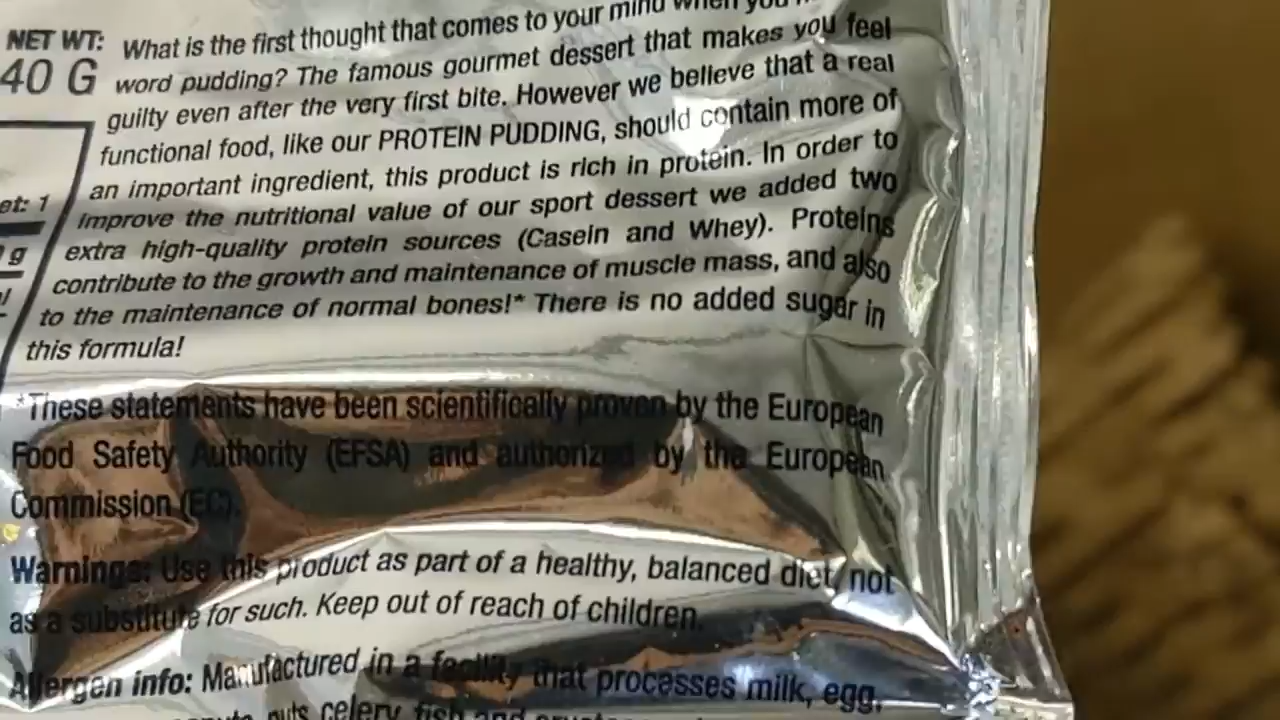 NET WT:
40 G
What is the first thought that comes to your mind when you
word pudding? The famous gourmet dessert that makes you feel
guilty even after the very first bite. However we believe that a real
functional food, like our PROTEIN PUDDING, should contain more of
an important ingredient, this product is rich in protein. In order to
improve the nutritional value of our sport dessert we added two
extra high-quality protein sources (Casein and Whey). Proteins
contribute to the growth and maintenance of muscle mass, and also
to the maintenance of normal bones!* There is no added sugar in
this formula!
et: 1
g
*These statements have been scientifically proven by the European
Food Safety Authority (EFSA) and authorized by the European
Commission (EC).
Warnings: Use this product as part of a healthy, balanced diet, not
as a substitute for such. Keep out of reach of children.
Allergen info: Manufactured in a facility that processes milk, egg,
nuts celery fish and